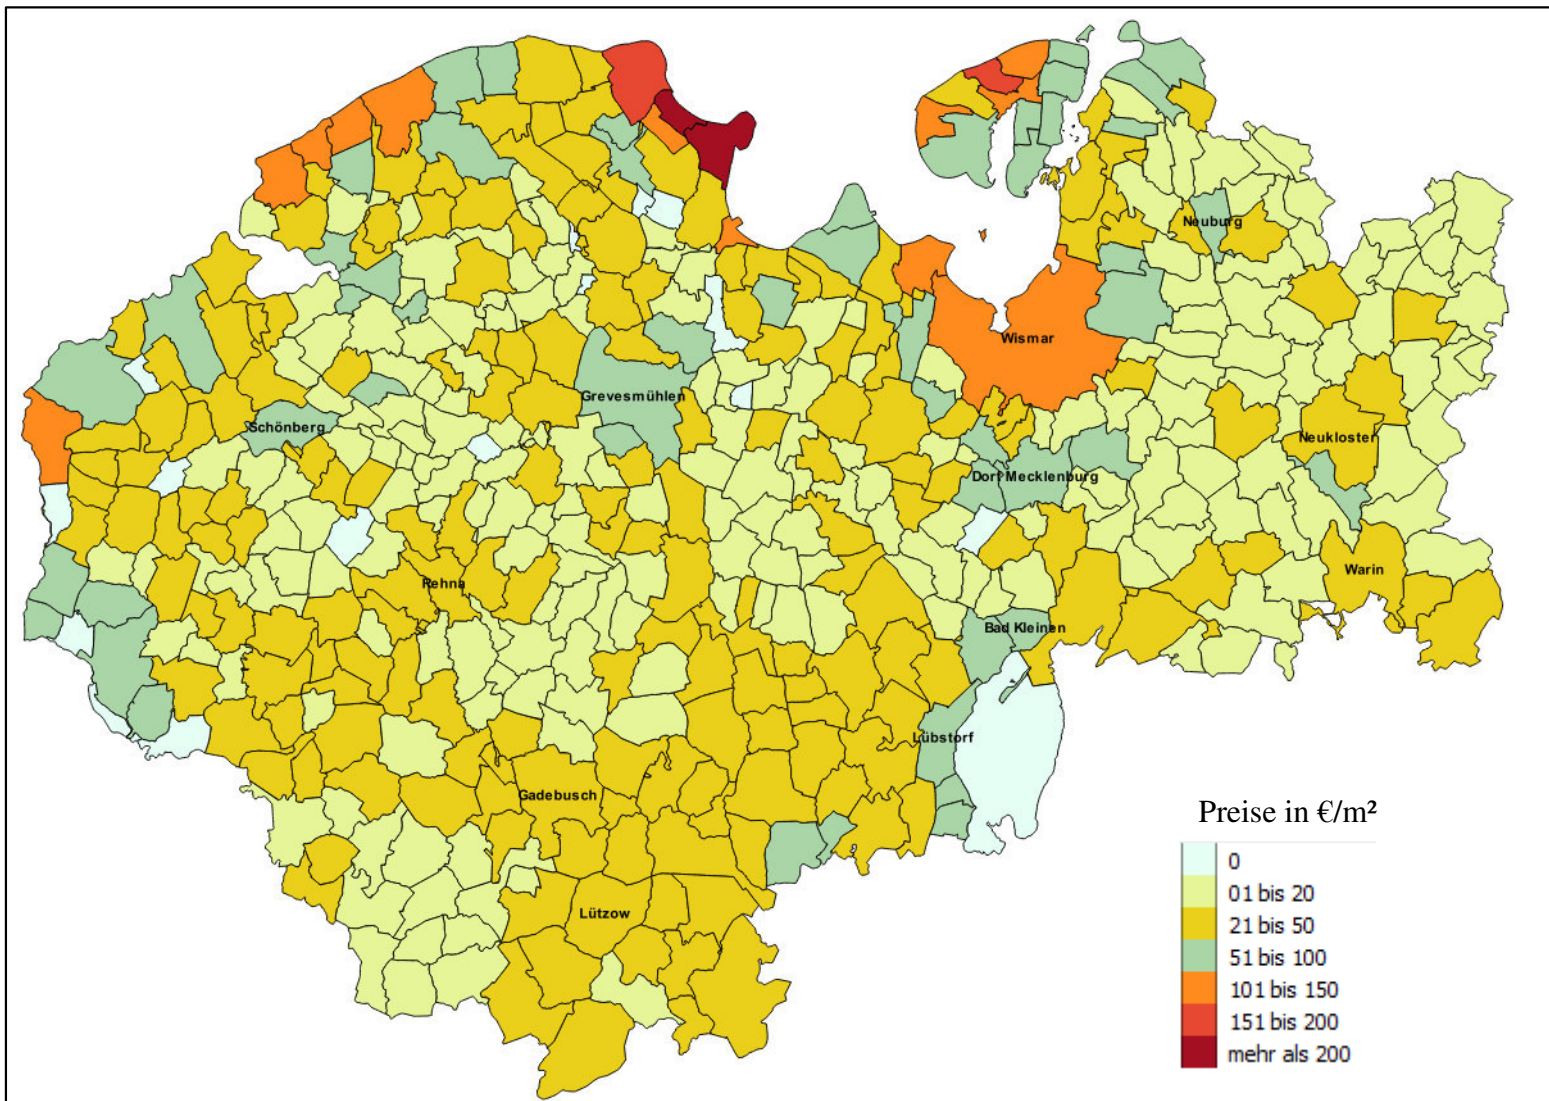 Neuburg
Wismar
Grevesmühlen
Schönberg
Neukloster
Dorf Mecklenburg
Warin
Rehna
Bad Kleinen
Lübstorf
Gadebusch
Lützow
Preise in €/m²
0
01 bis 20
21 bis 50
51 bis 100
101 bis 150
151 bis 200
mehr als 200